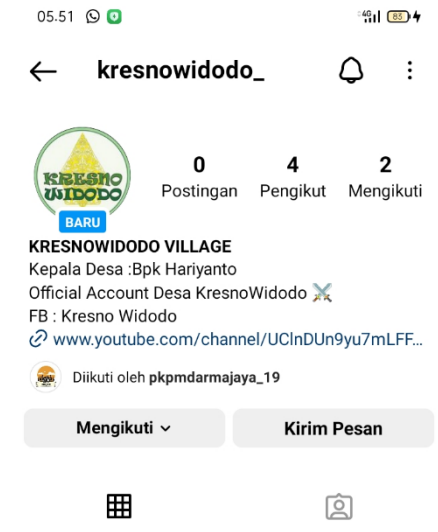 05.51
4G
83
kresnowidodo_
KRESNO
WIDODO
BARU
0 4 2
Postingan Pengikut Mengikuti
KRESNOWIDODO VILLAGE
Kepala Desa :Bpk Hariyanto
Official Account Desa KresnoWidodo ⚔️
FB : Kresno Widodo
www.youtube.com/channel/UClnDUn9yu7mLFF...
Diikuti oleh pkpmdarmajaya_19
Mengikuti
Kirim Pesan